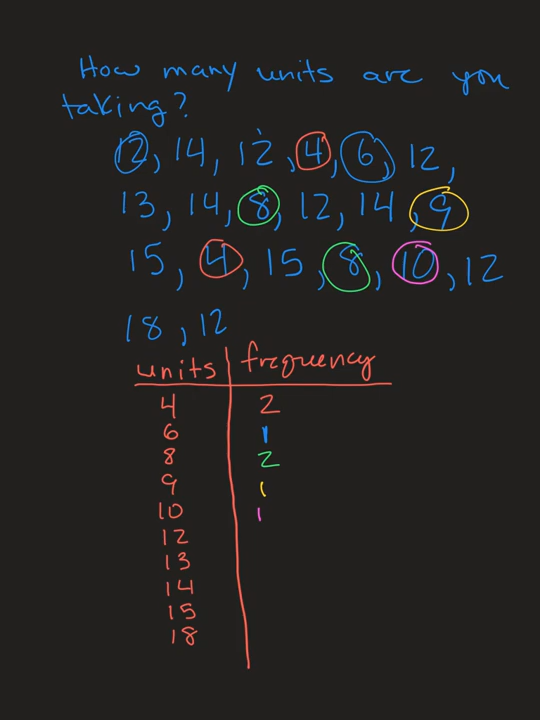 How many units are you
taking?
12, 14, 12, 4, 6, 12,
13, 14, 8, 12, 14, 9
15, 4, 15, 8, 10, 12
18, 12
units frequency
4 2
6 1
8 2
9 1
10 1
12
13
14
15
18